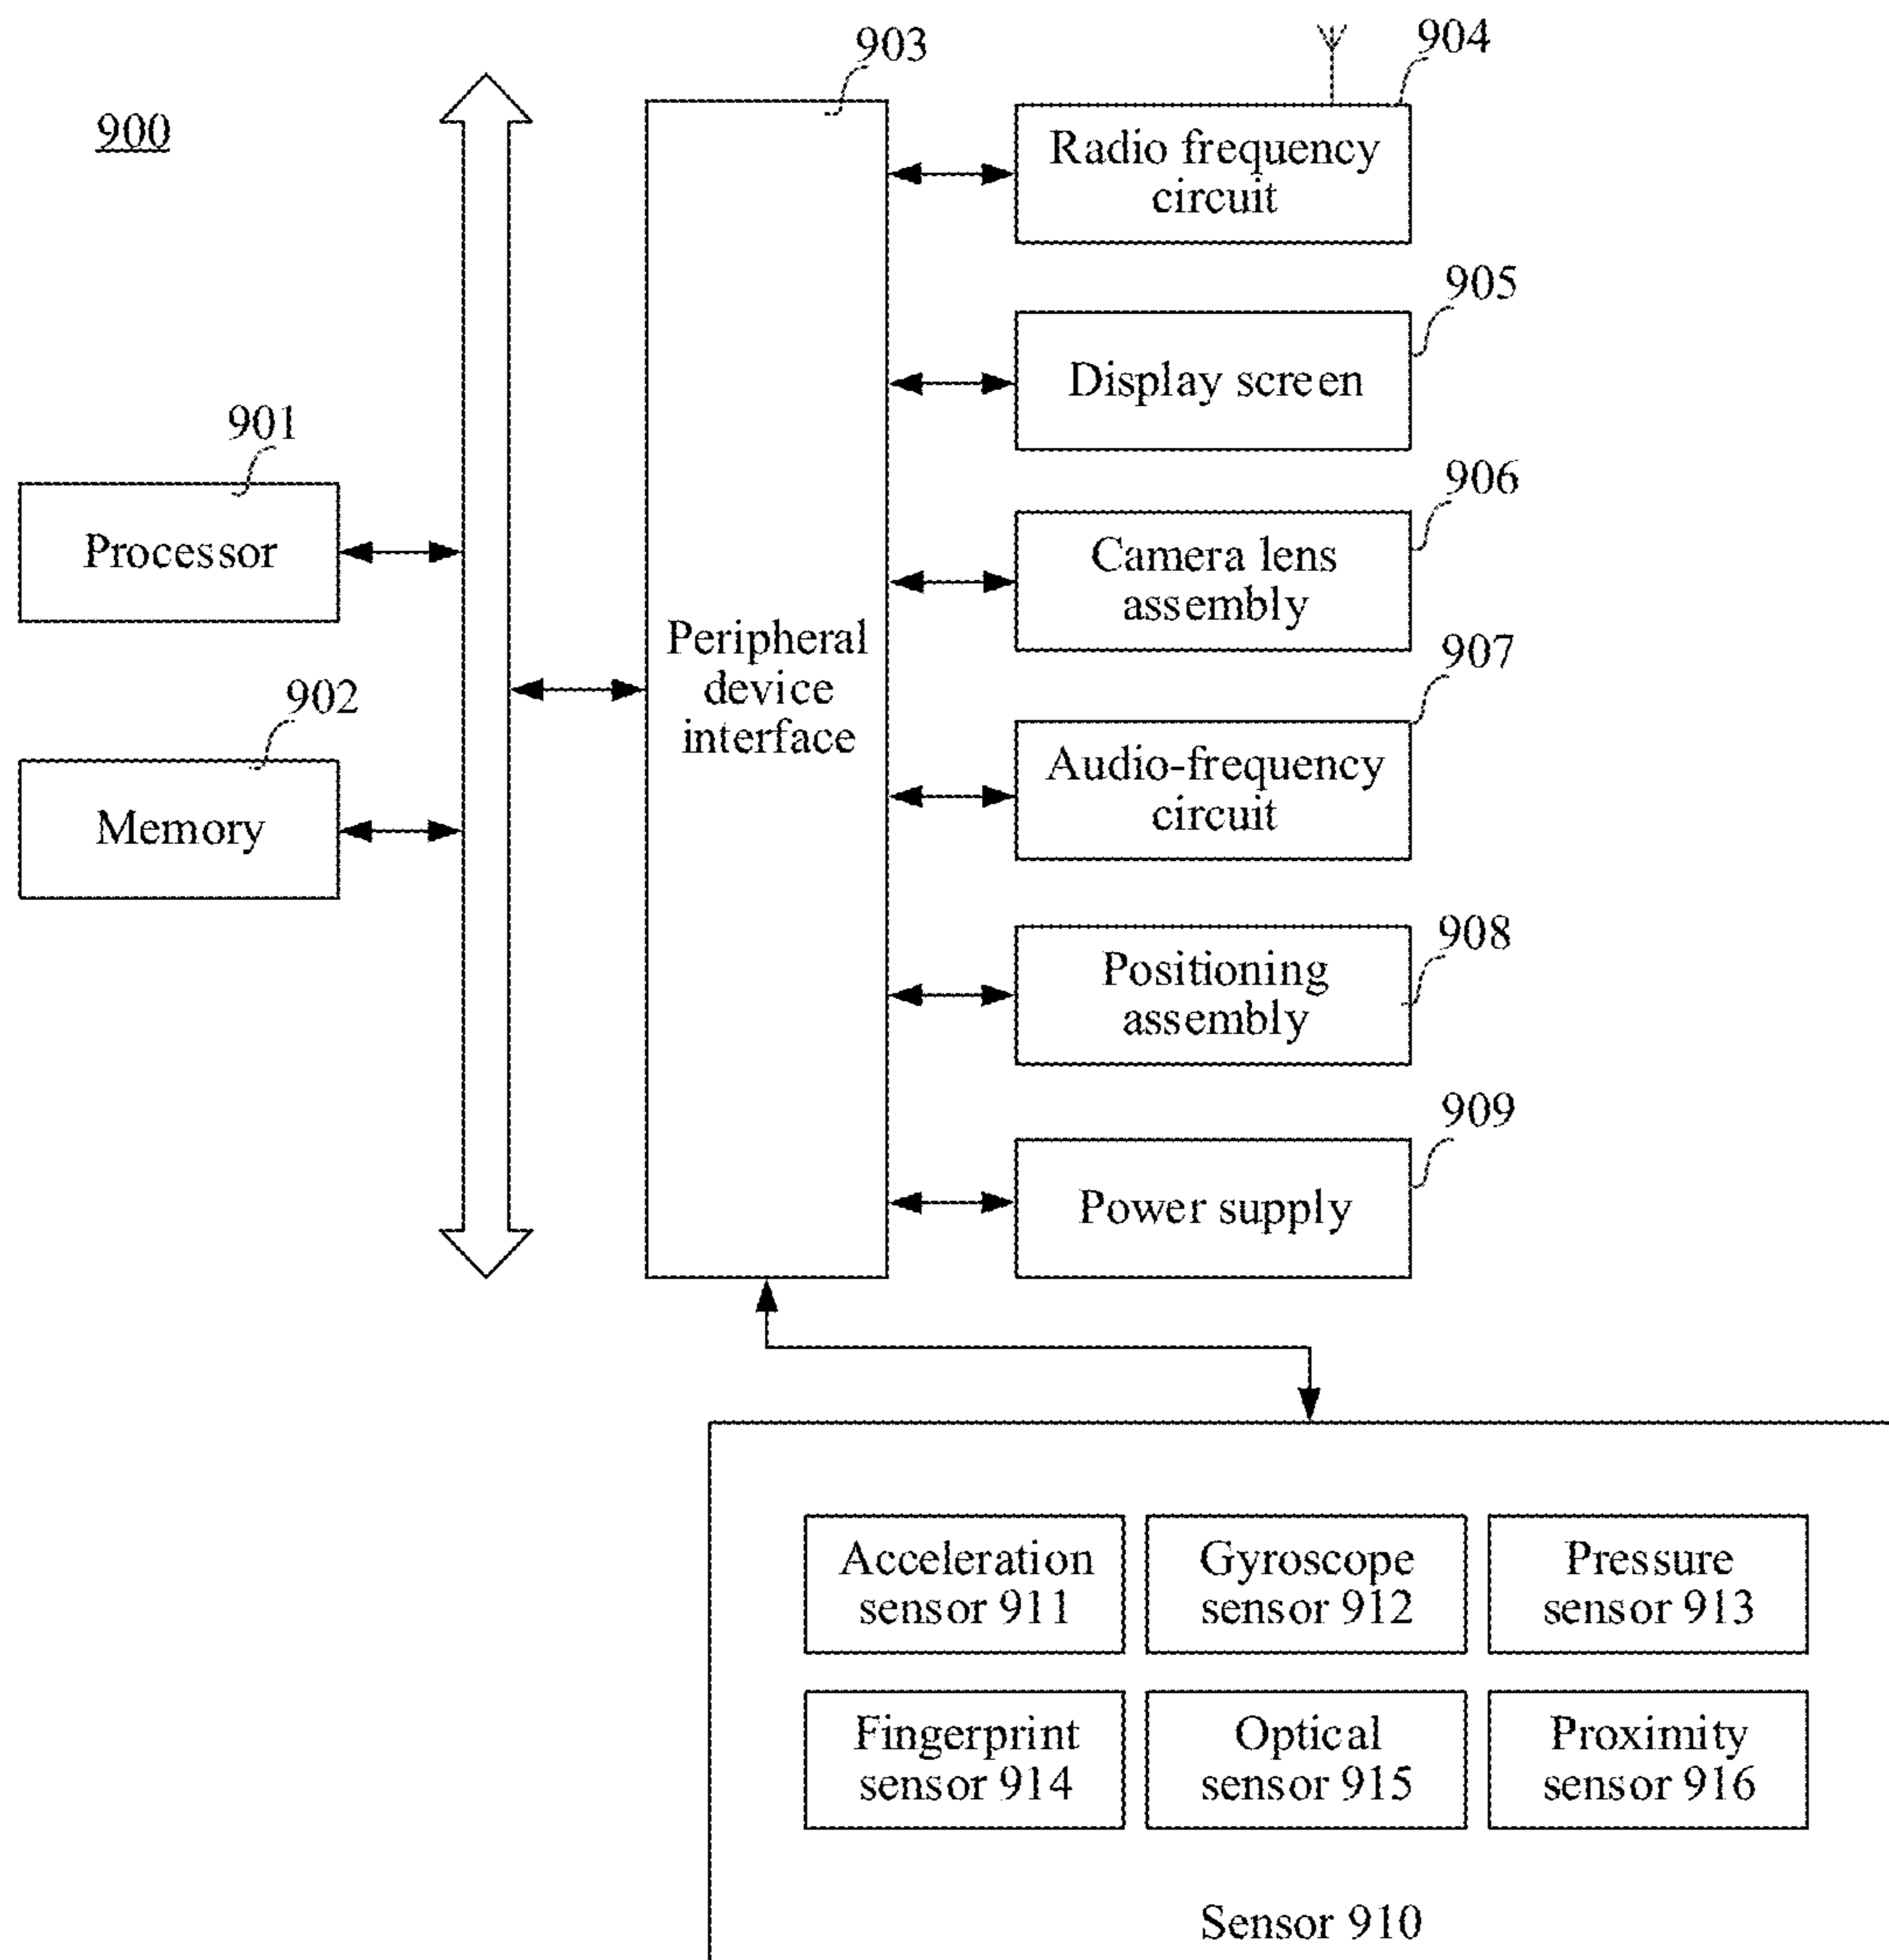 900
903
904
Radio frequency
circuit
905
Display screen
901
Processor
906
Camera lens
assembly
Peripheral
device
interface
902
Memory
907
Audio-frequency
circuit
908
Positioning
assembly
909
Power supply
Acceleration
sensor 911
Gyroscope
sensor 912
Pressure
sensor 913
Fingerprint
sensor 914
Optical
sensor 915
Proximity
sensor 916
Sensor 910